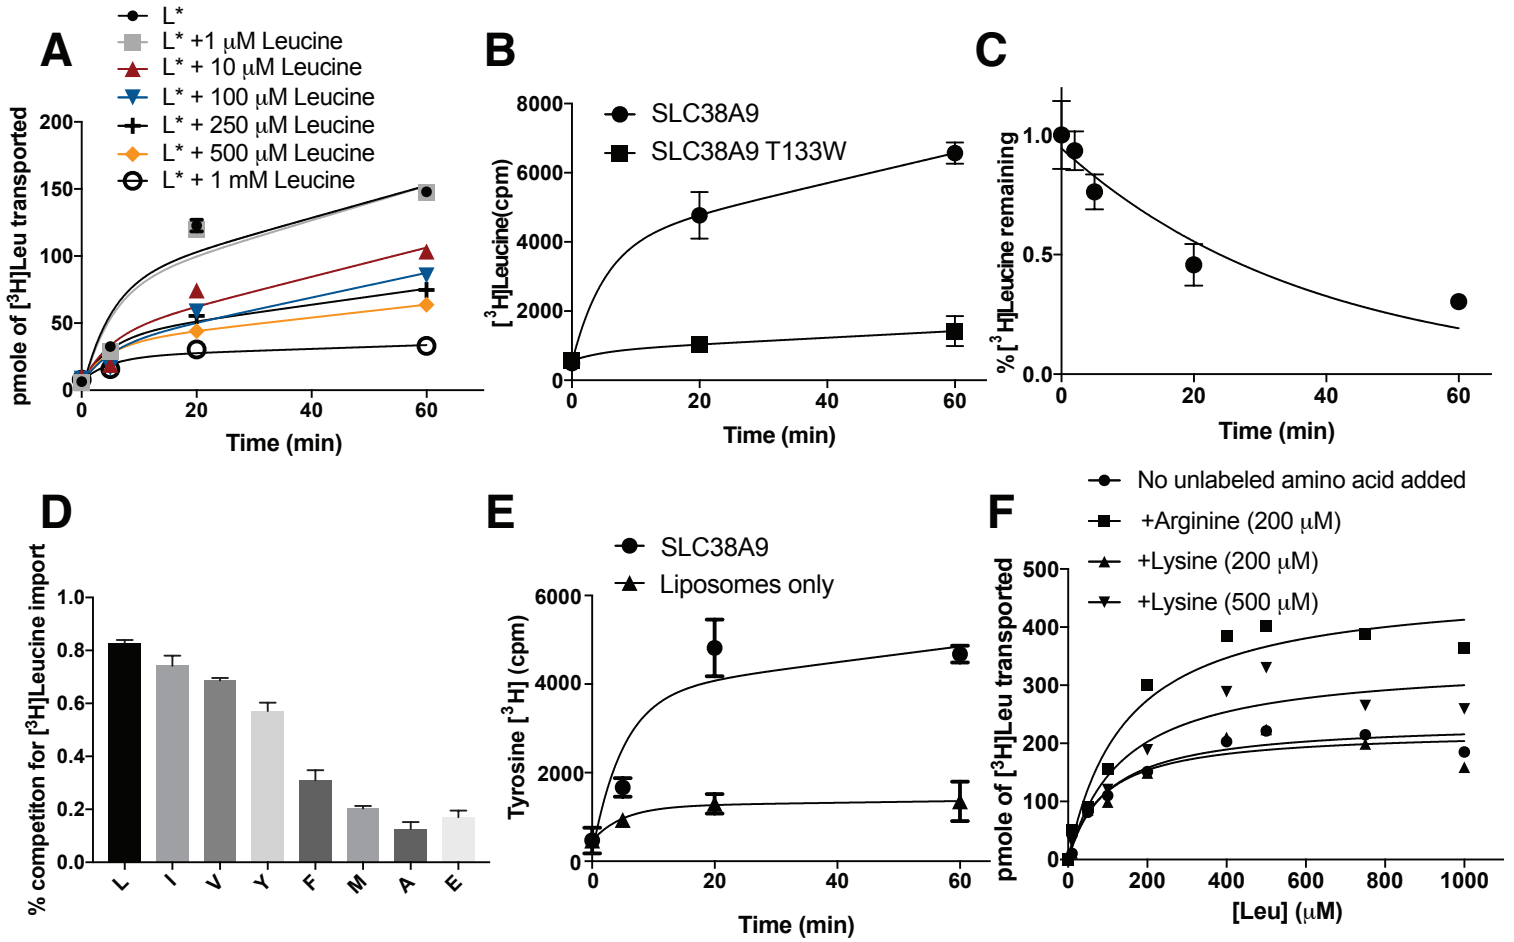 A
L*
L* +1 μM Leucine
L* + 10 μM Leucine
L* + 100 μM Leucine
L* + 250 μM Leucine
L* + 500 μM Leucine
L* + 1 mM Leucine
pmole of [³H]Leu transported
200
150
100
50
0
0 20 40 60
Time (min)
B
SLC38A9
SLC38A9 T133W
[³H]Leucine(cpm)
8000
6000
4000
2000
0
0 20 40 60
Time (min)
C
% [³H]Leucine remaining
1.0
0.5
0.0
0 20 40 60
Time (min)
D
% competiton for [³H]Leucine import
1.0
0.8
0.6
0.4
0.2
0.0
L I V Y F M A E
E
SLC38A9
Liposomes only
Tyrosine [³H] (cpm)
6000
4000
2000
0
0 20 60
Time (min)
F
No unlabeled amino acid added
+Arginine (200 μM)
+Lysine (200 μM)
+Lysine (500 μM)
pmole of [³H]Leu transported
500
400
300
200
100
0
0 200 400 600 800 1000
[Leu] (μM)